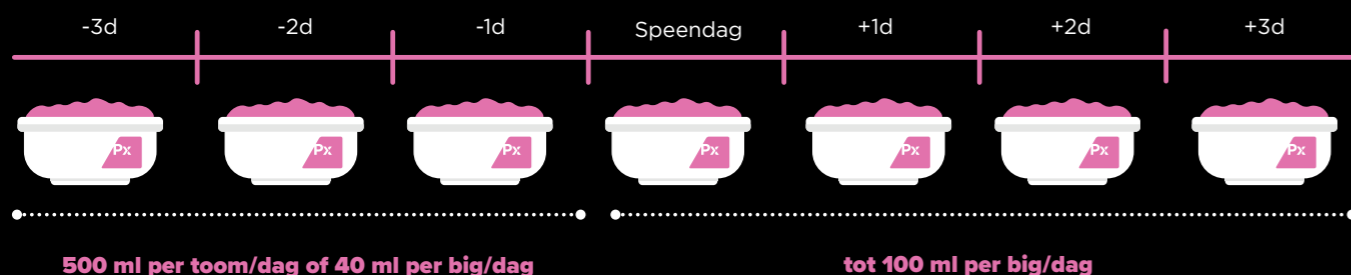 -3d -2d -1d Speendag +1d +2d +3d
Px Px Px Px Px Px Px
500 ml per toom/dag of 40 ml per big/dag tot 100 ml per big/dag